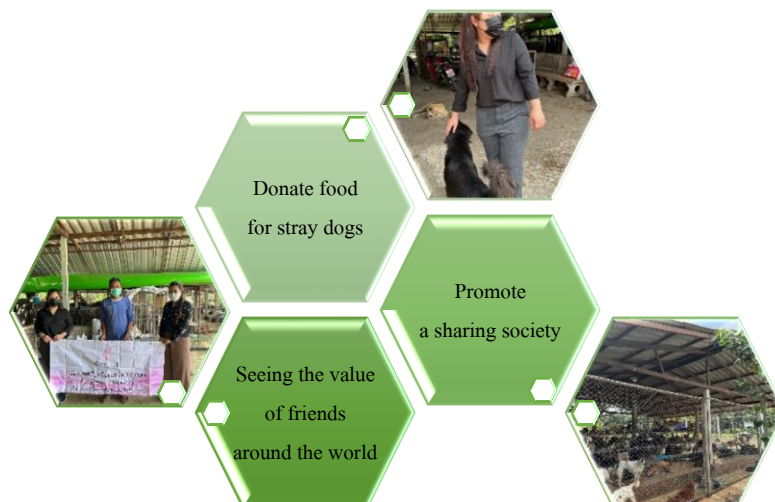 Donate food
for stray dogs
Promote
a sharing society
Seeing the value
of friends
around the world